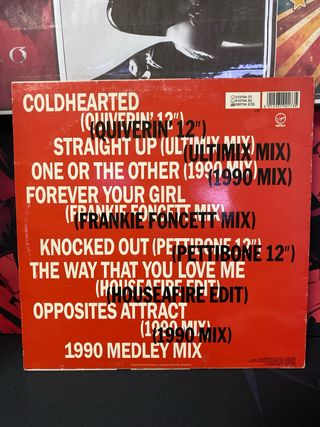 COLDHEARTED
(QUIVERIN' 12")
(QUIVERIN' 12")
STRAIGHT UP (ULTIMIX MIX)
(ULTIMIX MIX)
ONE OR THE OTHER (1990 MIX)
(1990 MIX)
FOREVER YOUR GIRL
(FRANKIE FONCETT MIX)
(FRANKIE FONCETT MIX)
KNOCKED OUT (PETTIBONE 12")
(PETTIBONE 12")
THE WAY THAT YOU LOVE ME
(HOUSEAFIRE EDIT)
(HOUSEAFIRE EDIT)
OPPOSITES ATTRACT
(1990 MIX)
(1990 MIX)
1990 MEDLEY MIX